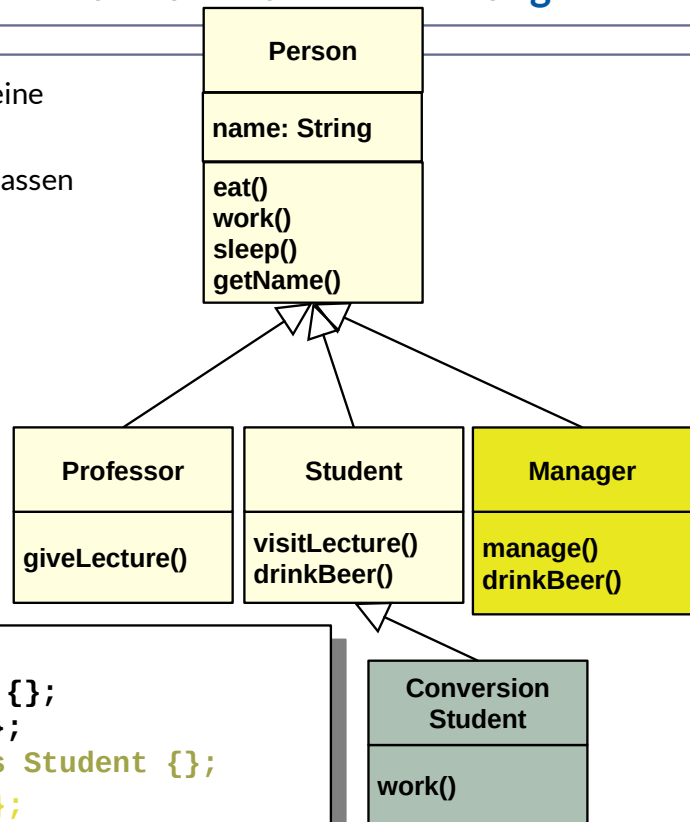 Person
eine
name: String
assen
eat()
work()
sleep()
getName()
Professor
giveLecture()
Student
visitLecture()
drinkBeer()
Manager
manage()
drinkBeer()
{};
};
s Student {};
};
Conversion
Student
work()